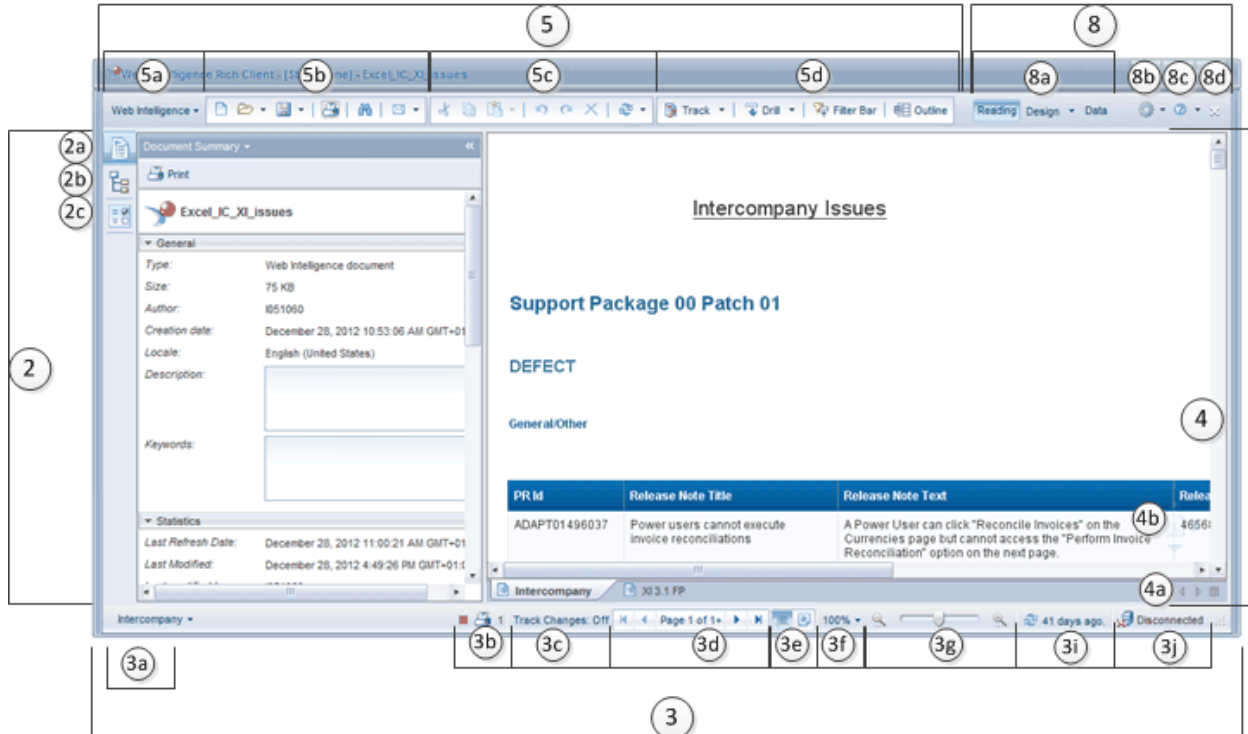 5
8
5a
5b
5c
5d
8a
8b
8c
8d
Web Intelligence Rich Client - [Standalone] - Excel_IC_XI_issues
Web Intelligence
Track
Drill
Filter Bar
Outline
Reading
Design
Data
2
2a
2b
2c
Document Summary
Print
Excel_IC_XI_issues
General
Type: Web Intelligence document
Size: 75 KB
Author: I051060
Creation date: December 28, 2012 10:53:06 AM GMT+01
Locale: English (United States)
Description:
Keywords:
Statistics
Last Refresh Date: December 28, 2012 11:00:21 AM GMT+01
Last Modified: December 28, 2012 4:49:26 PM GMT+01:0
Intercompany Issues
Support Package 00 Patch 01
DEFECT
General/Other
4
PR Id
Release Note Title
Release Note Text
Relea
ADAPT01496037
Power users cannot execute
invoice reconciliations
A Power User can click "Reconcile Invoices" on the
Currencies page but cannot access the "Perform Invoice
Reconciliation" option on the next page.
4b
4656
Intercompany
XI 3.1 FP
4a
Intercompany
1
Track Changes: Off
Page 1 of 1+
100%
41 days ago.
Disconnected
3a
3b
3c
3d
3e
3f
3g
3i
3j
3